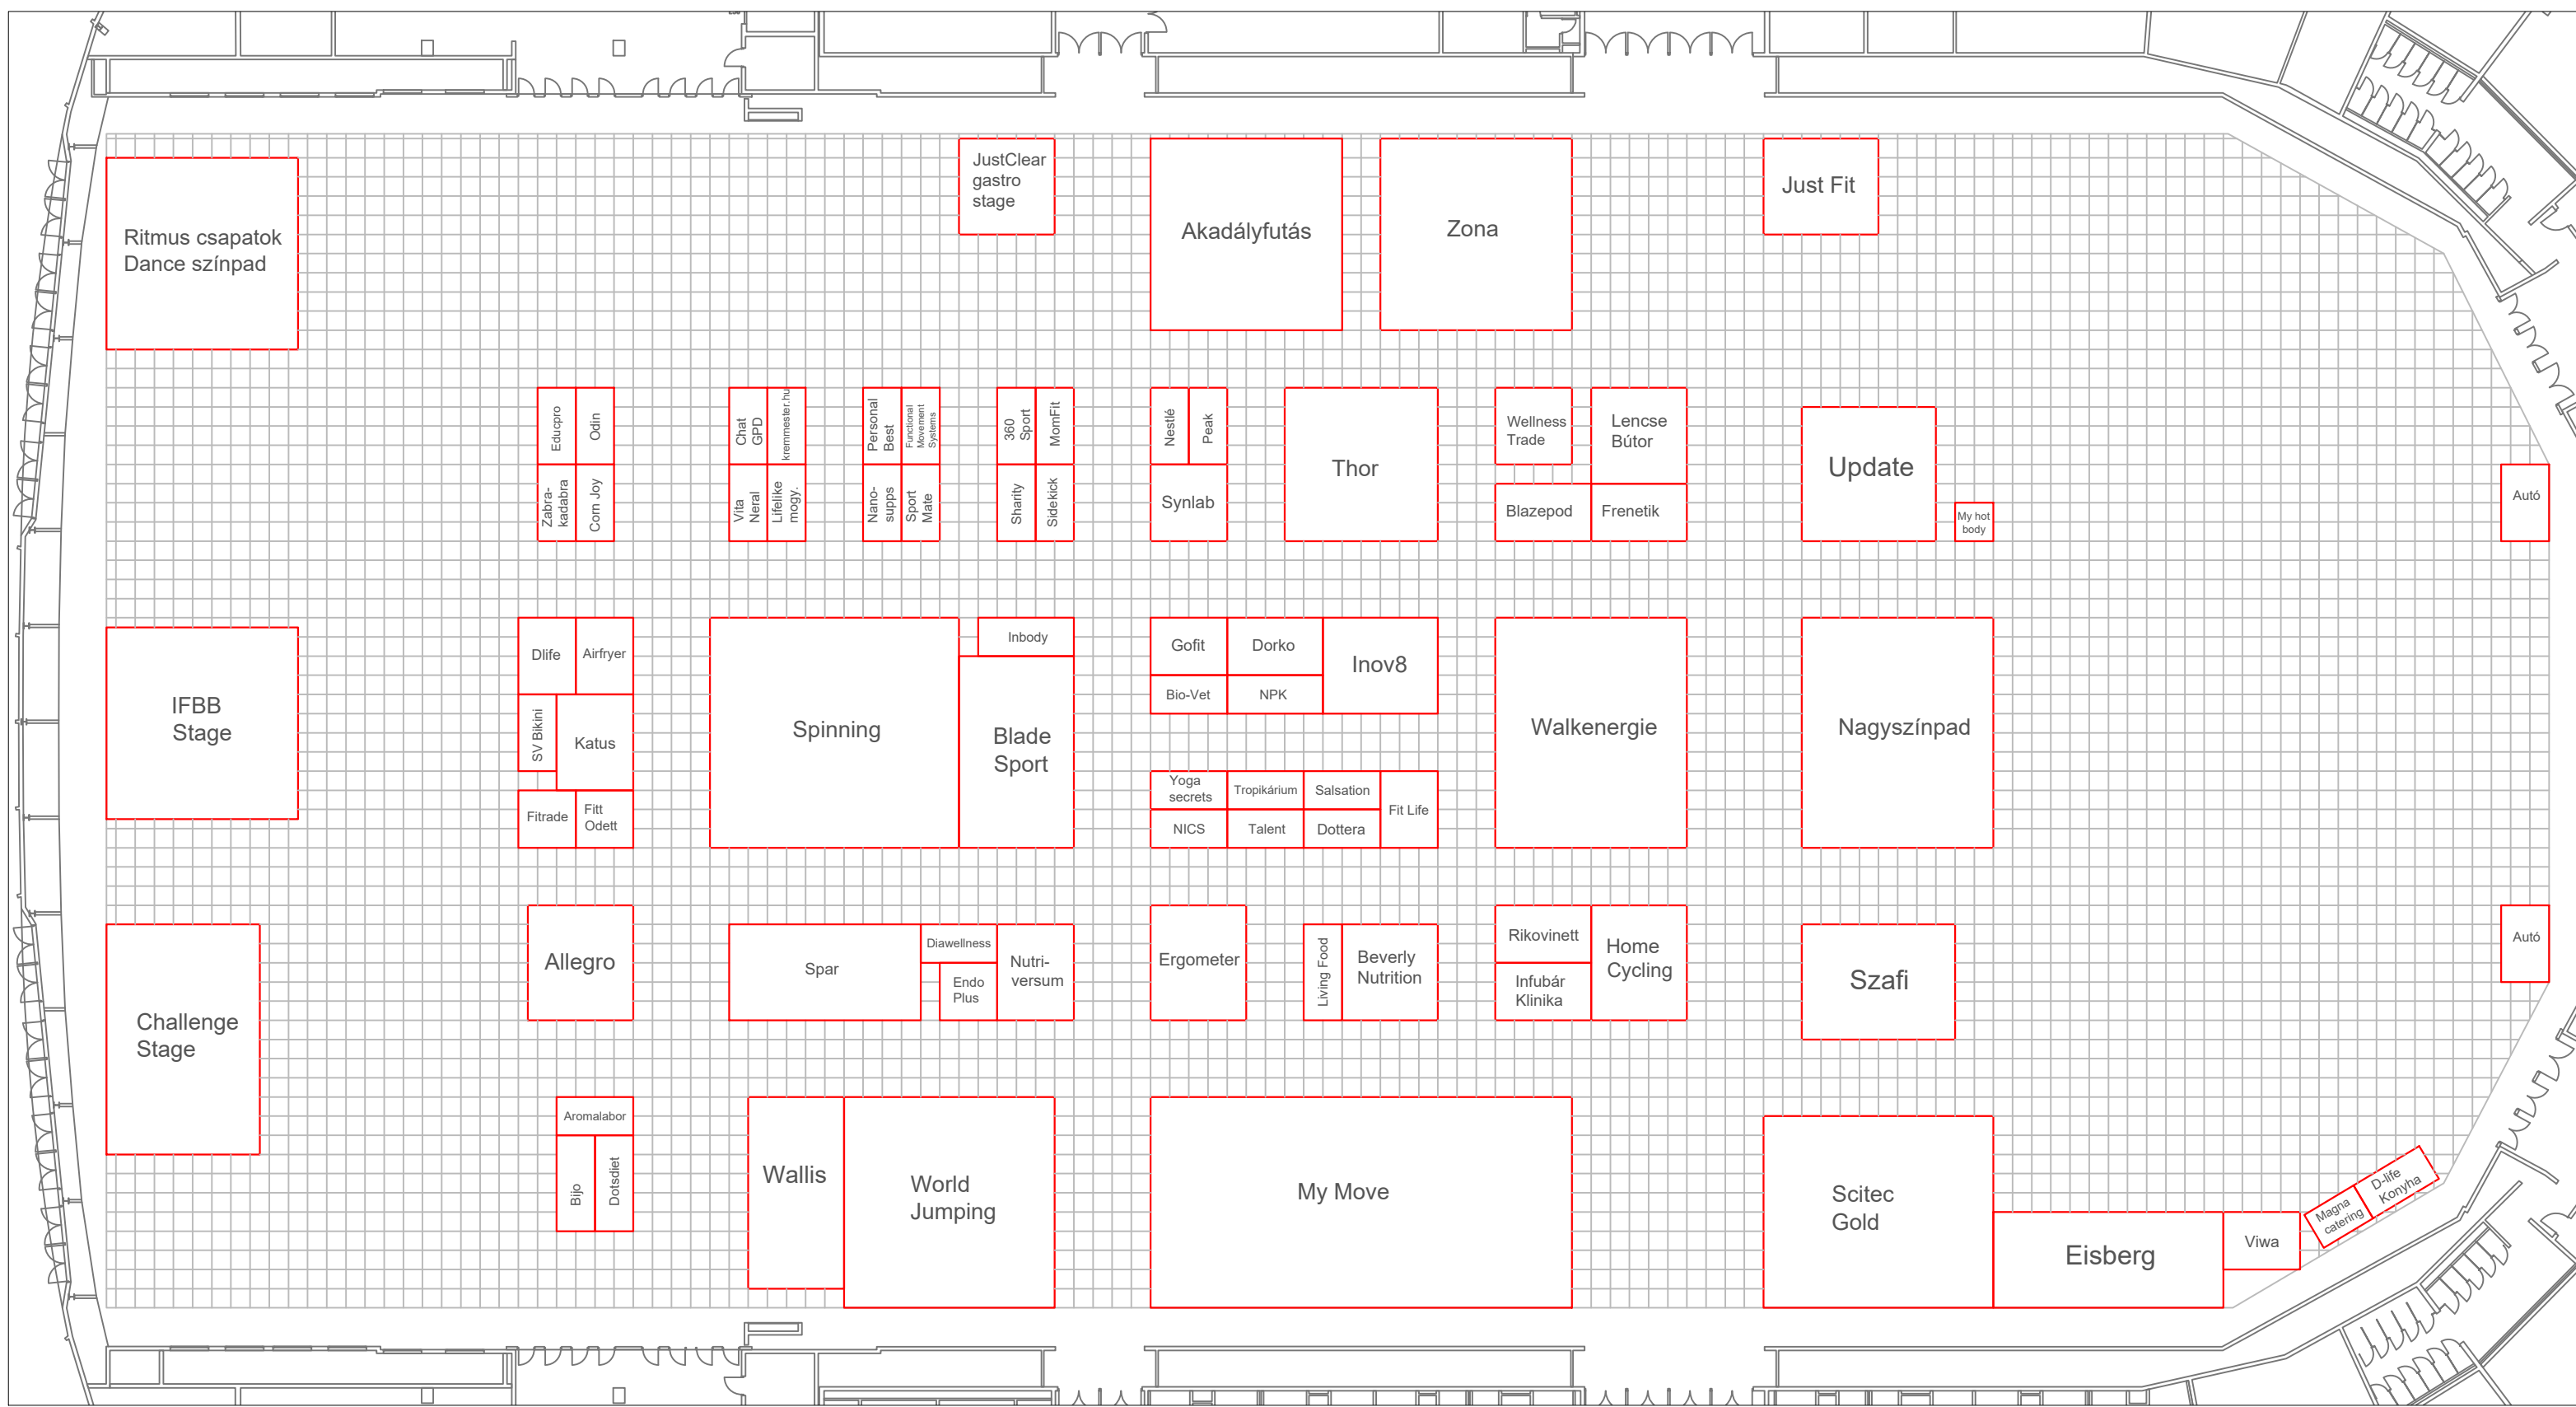 JustClear
gastro
stage
Akadályfutás
Zona
Just Fit
Ritmus csapatok
Dance színpad
Educpro
Odin
Zabra-
kadabra
Corn Joy
Chat
GPD
kremmester.hu
Vita
Neral
Lifelike
mogy.
Personal
Best
Functional
Movement
Systems
Nano-
supps
Sport
Mate
360
Sport
MomFit
Sharity
Sidekick
Nestlé
Peak
Synlab
Thor
Wellness
Trade
Lencse
Bútor
Blazepod
Frenetik
Update
My hot
body
Autó
IFBB
Stage
Dlife
Airfryer
SV Bikini
Katus
Fitrade
Fitt
Odett
Spinning
Inbody
Blade
Sport
Gofit
Dorko
Inov8
Bio-Vet
NPK
Yoga
secrets
Tropikárium
Salsation
Fit Life
NICS
Talent
Dottera
Walkenergie
Nagyszínpad
Challenge
Stage
Allegro
Spar
Diawellness
Endo
Plus
Nutri-
versum
Ergometer
Living Food
Beverly
Nutrition
Rikovinett
Infubár
Klinika
Home
Cycling
Szafi
Autó
Aromalabor
Bijo
Dotsdiet
Wallis
World
Jumping
My Move
Scitec
Gold
Eisberg
Viwa
Magna
catering
D-life
Konyha